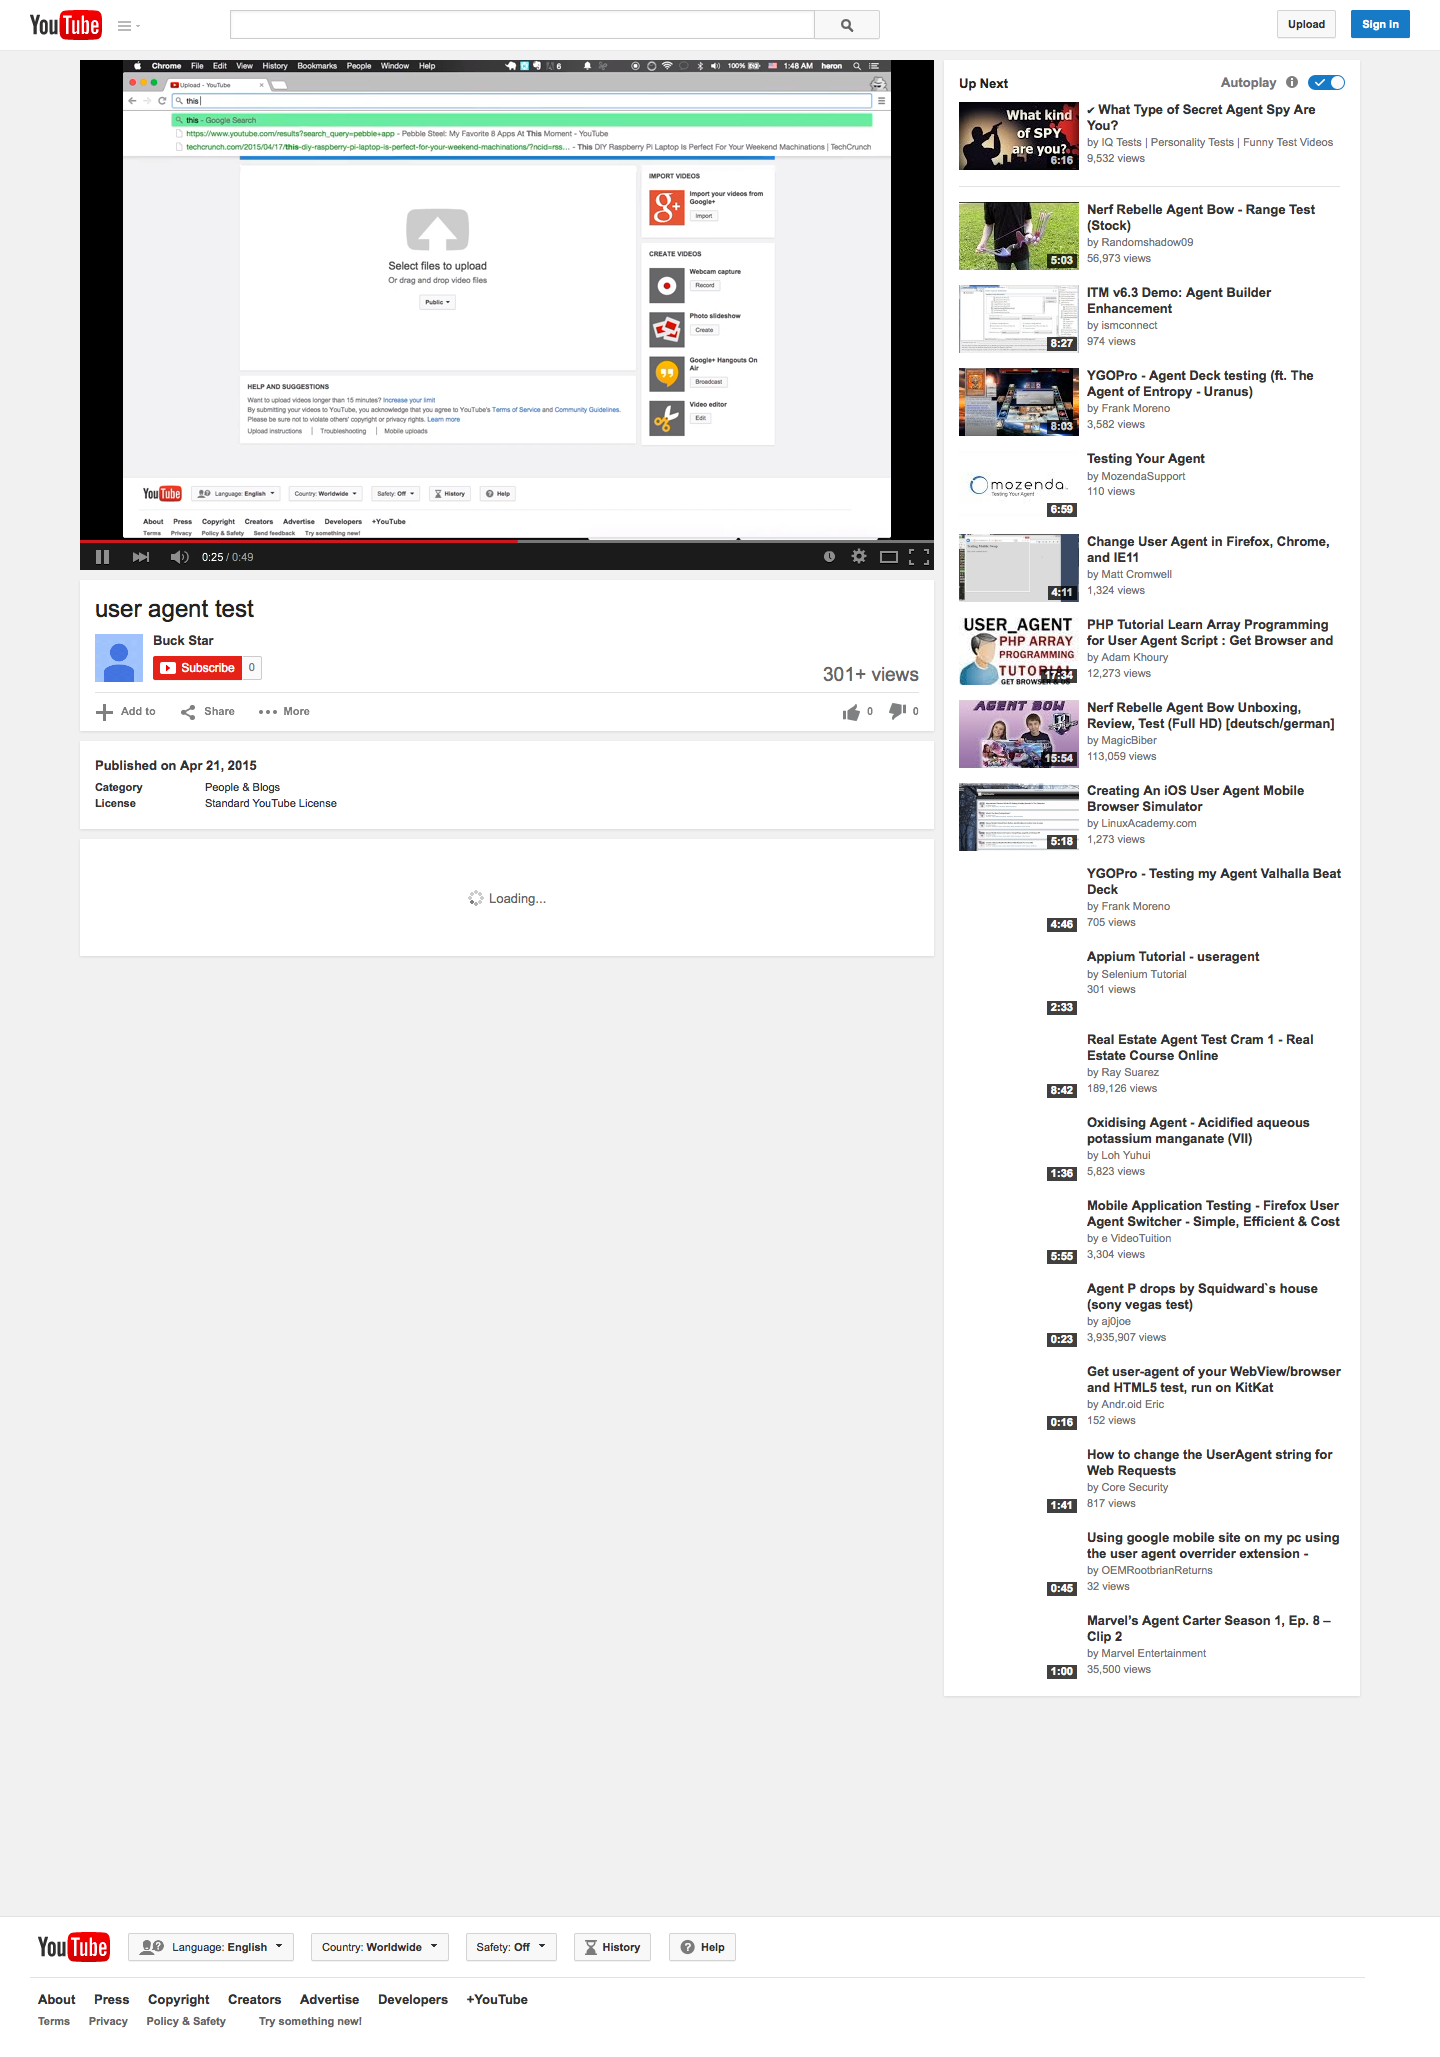 YouTube
Upload
Sign in
Chrome File Edit View History Bookmarks People Window Help
6
100%
1:48 AM heron
Upload - YouTube
this
this - Google Search
https://www.youtube.com/results?search_query=pebble+app - Pebble Steel: My Favorite 8 Apps At This Moment - YouTube
techcrunch.com/2015/04/17/this-diy-raspberry-pi-laptop-is-perfect-for-your-weekend-machinations/?ncid=rss... - This DIY Raspberry Pi Laptop Is Perfect For Your Weekend Machinations | TechCrunch
Select files to upload
Or drag and drop video files
Public
IMPORT VIDEOS
Import your videos from
Google+
Import
CREATE VIDEOS
Webcam capture
Record
Photo slideshow
Create
Google+ Hangouts On
Air
Broadcast
Video editor
Edit
HELP AND SUGGESTIONS
Want to upload videos longer than 15 minutes? Increase your limit
By submitting your videos to YouTube, you acknowledge that you agree to YouTube's Terms of Service and Community Guidelines.
Please be sure not to violate others' copyright or privacy rights. Learn more
Upload instructions | Troubleshooting | Mobile uploads
YouTube
Language: English
Country: Worldwide
Safety: Off
History
Help
About Press Copyright Creators Advertise Developers +YouTube
Terms Privacy Policy & Safety Send feedback Try something new!
0:25 / 0:49
user agent test
Buck Star
Subscribe
0
301+ views
Add to
Share
More
0
0
Published on Apr 21, 2015
Category People & Blogs
License Standard YouTube License
Loading...
Up Next
Autoplay
What kind
of SPY
are you?
6:16
✔ What Type of Secret Agent Spy Are
You?
by IQ Tests | Personality Tests | Funny Test Videos
9,532 views
5:03
Nerf Rebelle Agent Bow - Range Test
(Stock)
by Randomshadow09
56,973 views
8:27
ITM v6.3 Demo: Agent Builder
Enhancement
by ismconnect
974 views
8:03
YGOPro - Agent Deck testing (ft. The
Agent of Entropy - Uranus)
by Frank Moreno
3,582 views
mozenda
Testing Your Agent
6:59
Testing Your Agent
by MozendaSupport
110 views
4:11
Change User Agent in Firefox, Chrome,
and IE11
by Matt Cromwell
1,324 views
USER_AGENT
PHP ARRAY
PROGRAMMING
TUTORIAL
GET BROWSER & OS
17:34
PHP Tutorial Learn Array Programming
for User Agent Script : Get Browser and
by Adam Khoury
12,273 views
AGENT BOW
15:54
Nerf Rebelle Agent Bow Unboxing,
Review, Test (Full HD) [deutsch/german]
by MagicBiber
113,059 views
5:18
Creating An iOS User Agent Mobile
Browser Simulator
by LinuxAcademy.com
1,273 views
4:46
YGOPro - Testing my Agent Valhalla Beat
Deck
by Frank Moreno
705 views
2:33
Appium Tutorial - useragent
by Selenium Tutorial
301 views
8:42
Real Estate Agent Test Cram 1 - Real
Estate Course Online
by Ray Suarez
189,126 views
1:36
Oxidising Agent - Acidified aqueous
potassium manganate (VII)
by Loh Yuhui
5,823 views
5:55
Mobile Application Testing - Firefox User
Agent Switcher - Simple, Efficient & Cost
by e VideoTuition
3,304 views
0:23
Agent P drops by Squidward`s house
(sony vegas test)
by aj0joe
3,935,907 views
0:16
Get user-agent of your WebView/browser
and HTML5 test, run on KitKat
by Andr.oid Eric
152 views
1:41
How to change the UserAgent string for
Web Requests
by Core Security
817 views
0:45
Using google mobile site on my pc using
the user agent overrider extension -
by OEMRootbrianReturns
32 views
1:00
Marvel's Agent Carter Season 1, Ep. 8 –
Clip 2
by Marvel Entertainment
35,500 views
YouTube
Language: English
Country: Worldwide
Safety: Off
History
Help
About Press Copyright Creators Advertise Developers +YouTube
Terms Privacy Policy & Safety Try something new!